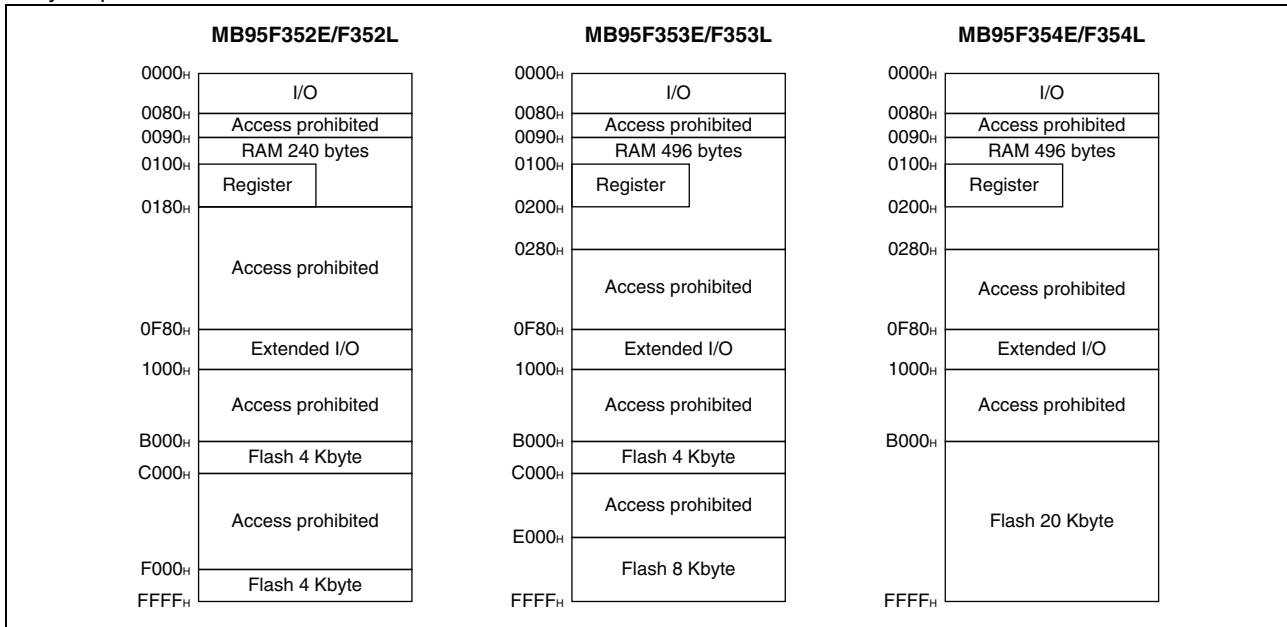 MB95F352E/F352L
0000H
I/O
0080H
Access prohibited
0090H
RAM 240 bytes
0100H
Register
0180H
Access prohibited
0F80H
Extended I/O
1000H
Access prohibited
B000H
Flash 4 Kbyte
C000H
Access prohibited
F000H
Flash 4 Kbyte
FFFFH
MB95F353E/F353L
0000H
I/O
0080H
Access prohibited
0090H
RAM 496 bytes
0100H
Register
0200H
0280H
Access prohibited
0F80H
Extended I/O
1000H
Access prohibited
B000H
Flash 4 Kbyte
C000H
Access prohibited
E000H
Flash 8 Kbyte
FFFFH
MB95F354E/F354L
0000H
I/O
0080H
Access prohibited
0090H
RAM 496 bytes
0100H
Register
0200H
0280H
Access prohibited
0F80H
Extended I/O
1000H
Access prohibited
B000H
Flash 20 Kbyte
FFFFH